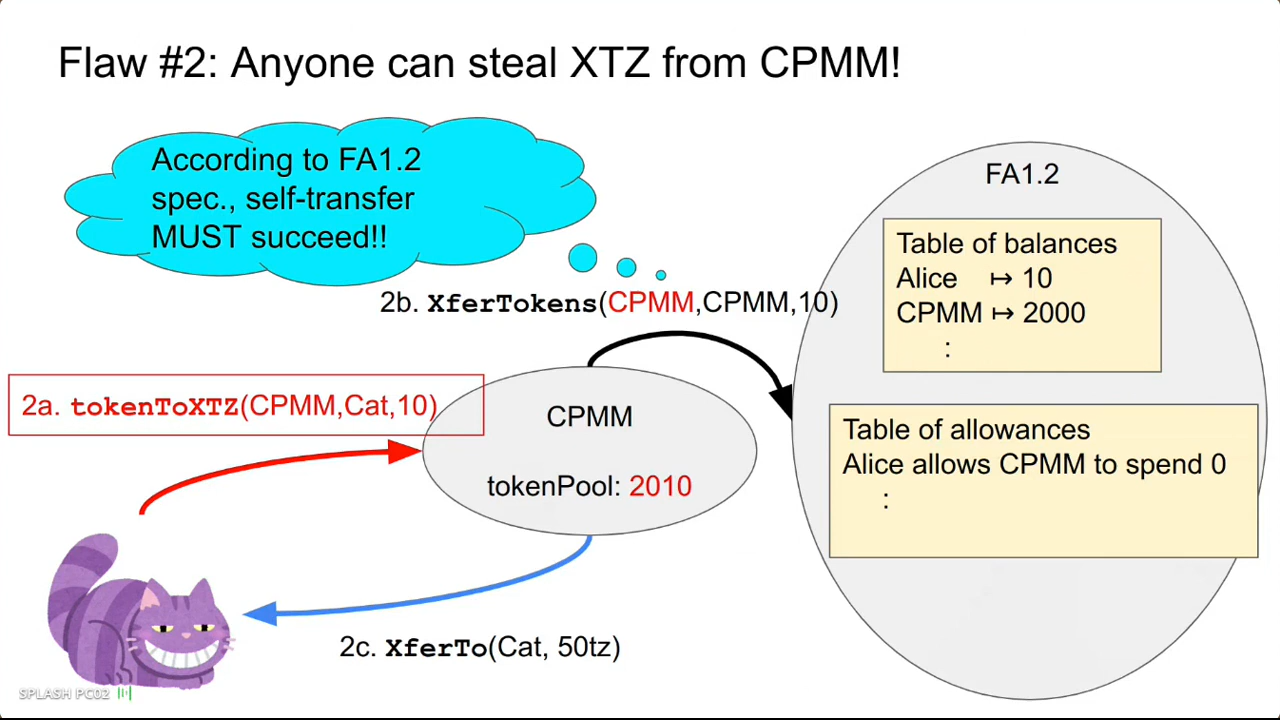 Flaw #2: Anyone can steal XTZ from CPMM!
According to FA1.2
spec., self-transfer
MUST succeed!!
FA1.2
Table of balances
Alice ↦ 10
CPMM ↦ 2000
:
2b. XferTokens(CPMM,CPMM,10)
2a. tokenToXTZ(CPMM,Cat,10)
CPMM
tokenPool: 2010
Table of allowances
Alice allows CPMM to spend 0
:
2c. XferTo(Cat, 50tz)
SPLASH PC02